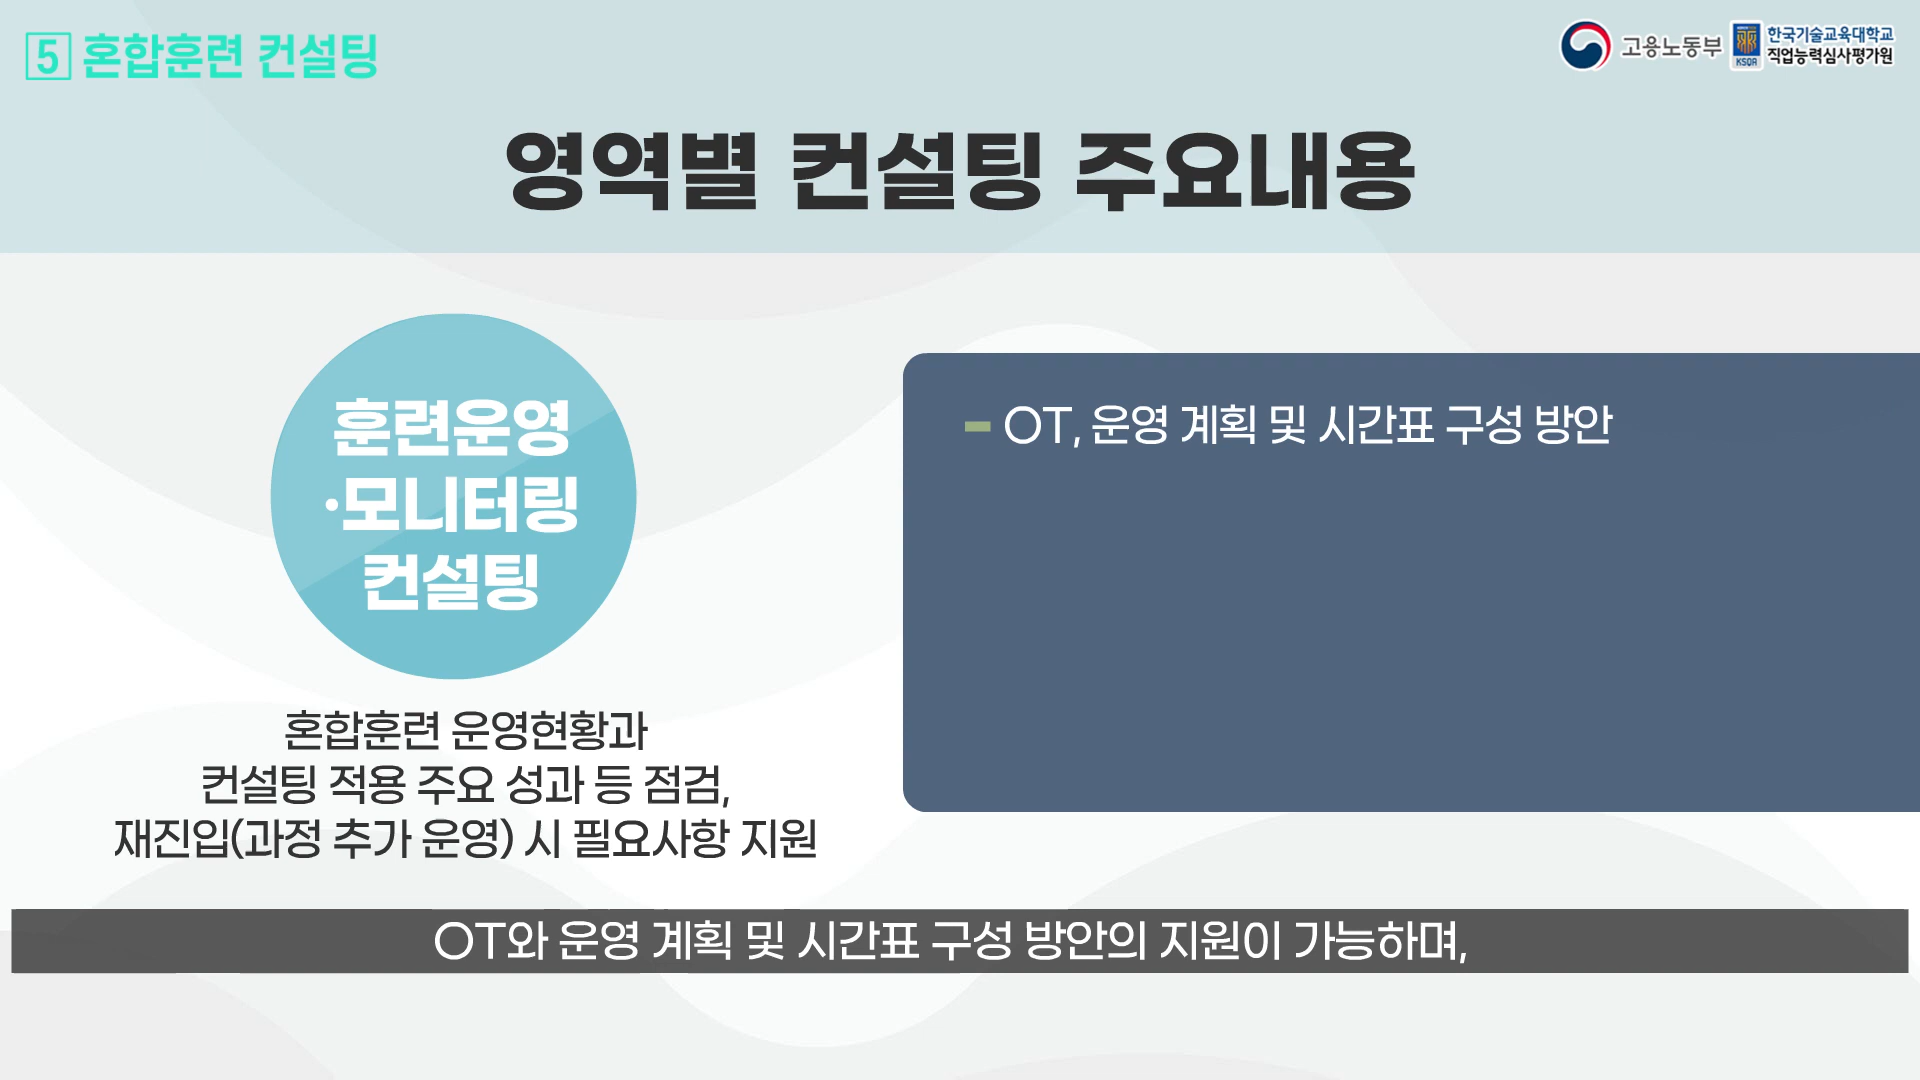 5 혼합훈련 컨설팅
고용노동부
KSQA
한국기술교육대학교
직업능력심사평가원
영역별 컨설팅 주요내용
훈련운영
·모니터링
컨설팅
- OT, 운영 계획 및 시간표 구성 방안
혼합훈련 운영현황과
컨설팅 적용 주요 성과 등 점검,
재진입(과정 추가 운영) 시 필요사항 지원
OT와 운영 계획 및 시간표 구성 방안의 지원이 가능하며,